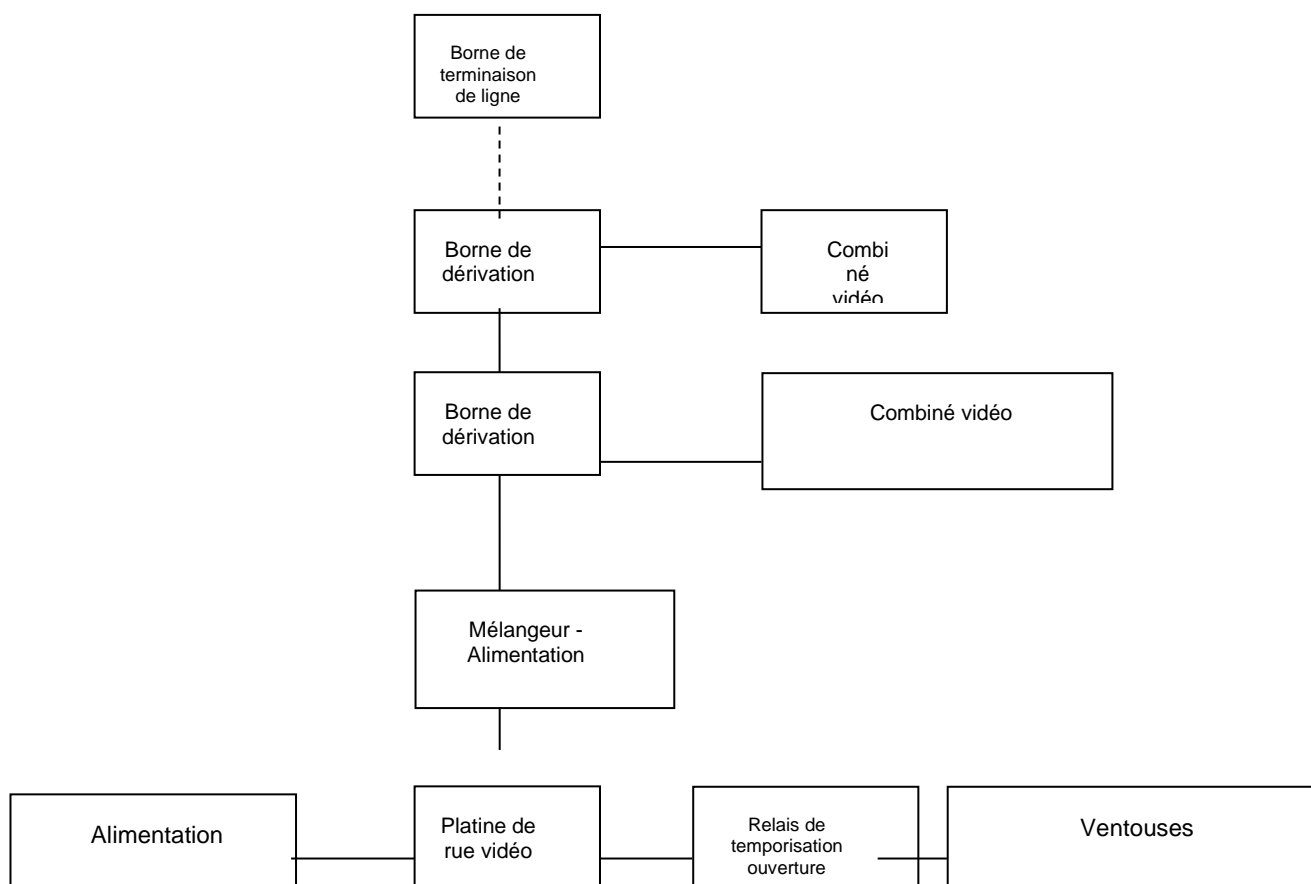 Borne de
terminaison
de ligne
Borne de
dérivation
Combi
né
vidéo
Borne de
dérivation
Combiné vidéo
Mélangeur -
Alimentation
Alimentation
Platine de
rue vidéo
Relais de
temporisation
ouverture
Ventouses